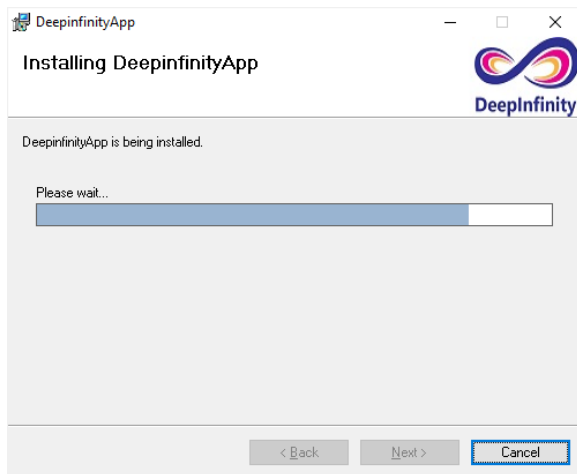 DeepinfinityApp
Installing DeepinfinityApp
DeepInfinity
DeepinfinityApp is being installed.
Please wait...
< Back
Next >
Cancel